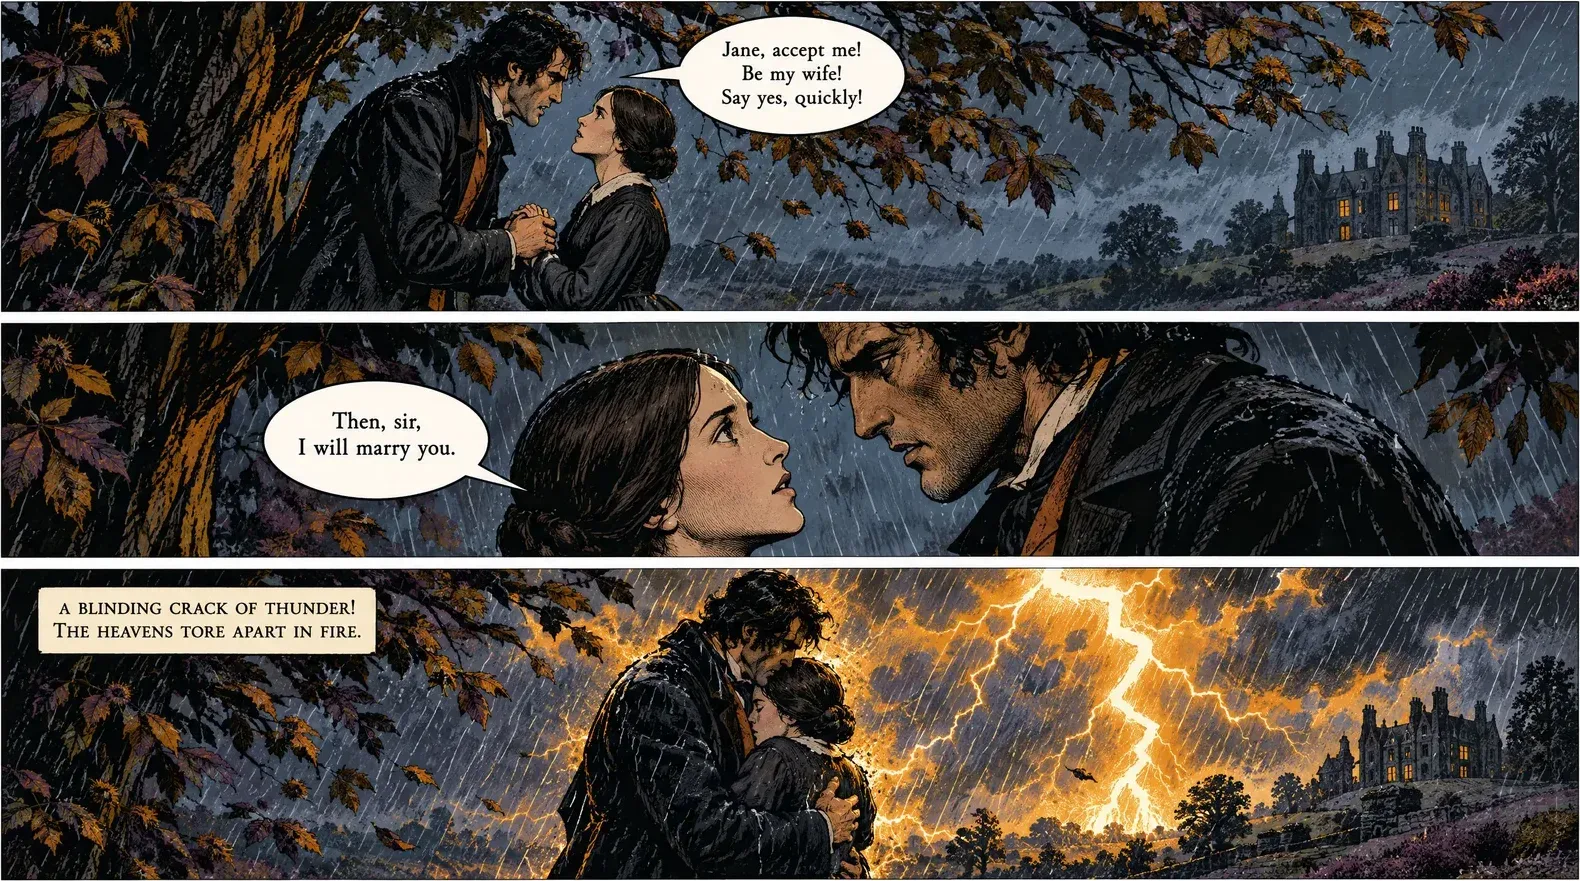 Jane, accept me!
Be my wife!
Say yes, quickly!
Then, sir,
I will marry you.
A BLINDING CRACK OF THUNDER!
THE HEAVENS TORE APART IN FIRE.